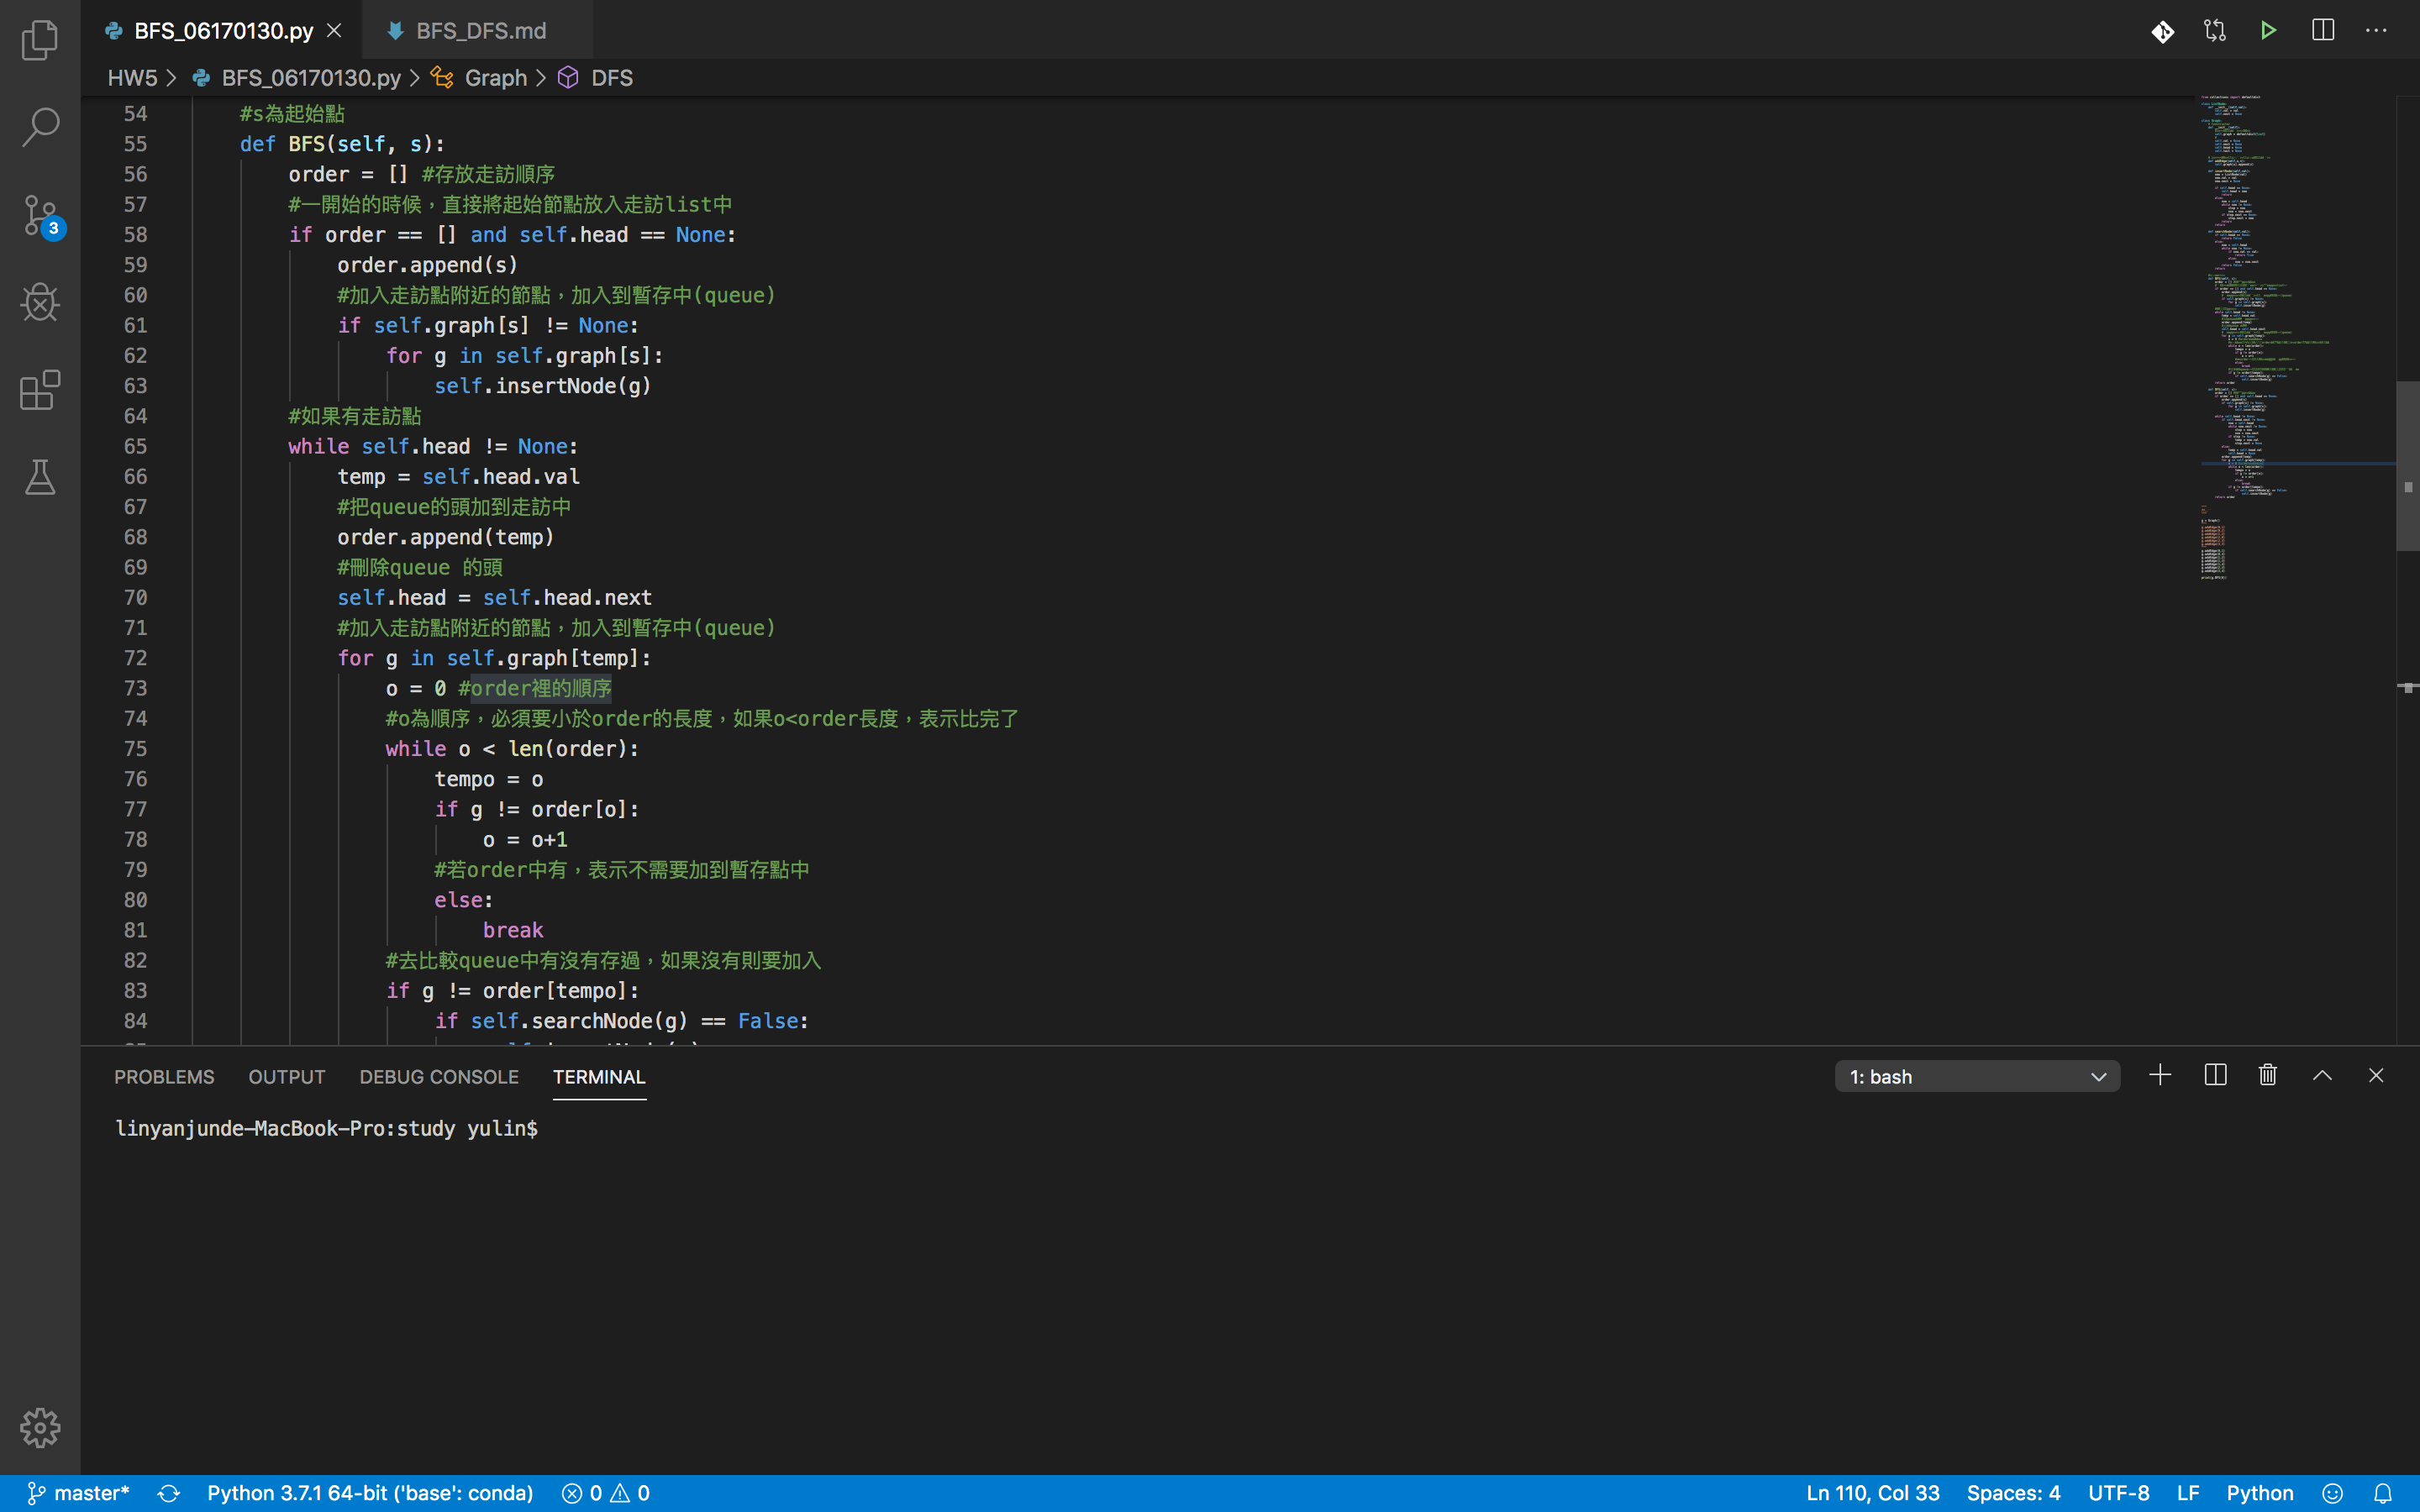 BFS_06170130.py
BFS_DFS.md
HW5 > BFS_06170130.py > Graph > DFS
54 #s為起始點
55 def BFS(self, s):
56 order = [] #存放走訪順序
57 #一開始的時候，直接將起始節點放入走訪list中
58 if order == [] and self.head == None:
59 order.append(s)
60 #加入走訪點附近的節點，加入到暫存中(queue)
61 if self.graph[s] != None:
62 for g in self.graph[s]:
63 self.insertNode(g)
64 #如果有走訪點
65 while self.head != None:
66 temp = self.head.val
67 #把queue的頭加到走訪中
68 order.append(temp)
69 #刪除queue 的頭
70 self.head = self.head.next
71 #加入走訪點附近的節點，加入到暫存中(queue)
72 for g in self.graph[temp]:
73 o = 0 #order裡的順序
74 #o為順序，必須要小於order的長度，如果o<order長度，表示比完了
75 while o < len(order):
76 tempo = o
77 if g != order[o]:
78 o = o+1
79 #若order中有，表示不需要加到暫存點中
80 else:
81 break
82 #去比較queue中有沒有存過，如果沒有則要加入
83 if g != order[tempo]:
84 if self.searchNode(g) == False:
3
PROBLEMS OUTPUT DEBUG CONSOLE TERMINAL 1: bash
linyanjunde-MacBook-Pro:study yulin$
master* Python 3.7.1 64-bit ('base': conda) 0 0 Ln 110, Col 33 Spaces: 4 UTF-8 LF Python